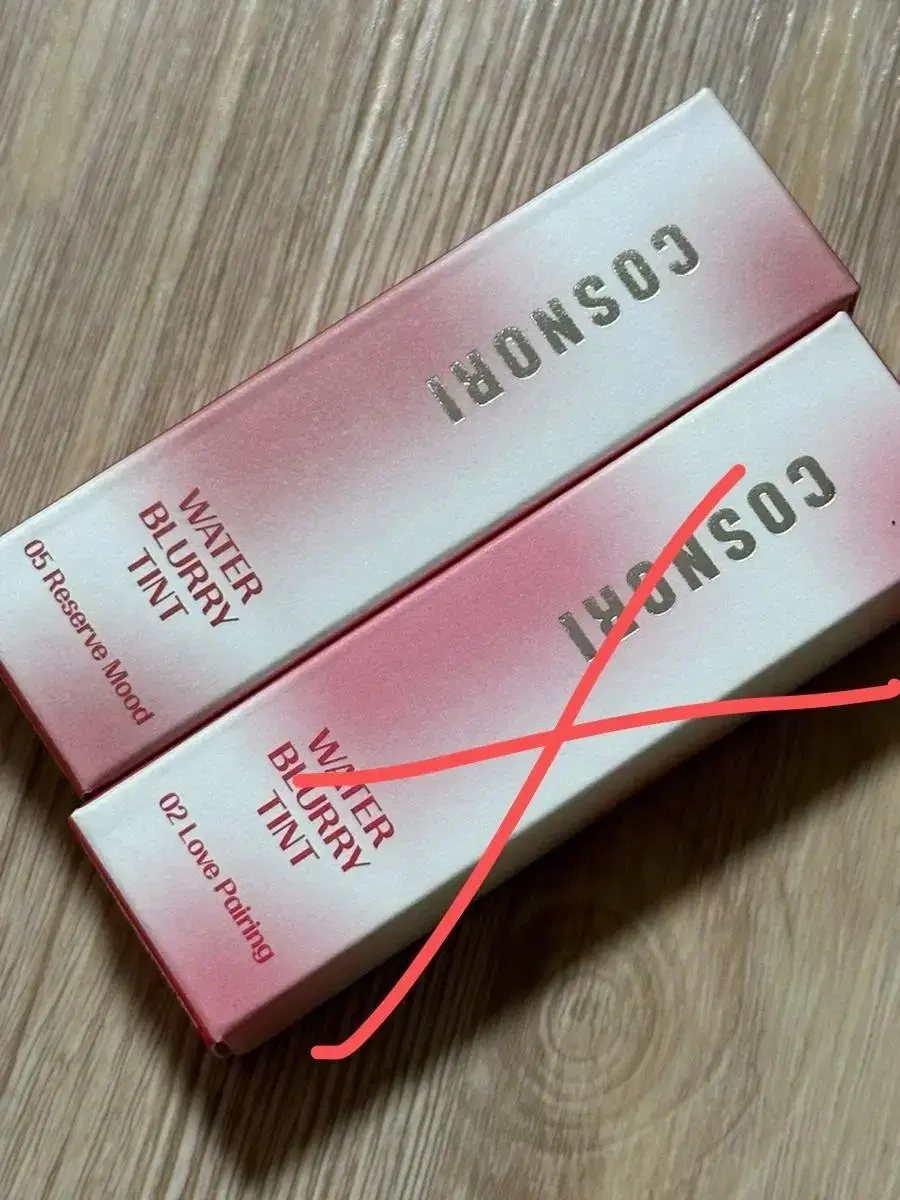 COSNORI
WATER
BLURRY
TINT
05 Reserve Mood
COSNORI
WATER
BLURRY
TINT
02 Love Pairing